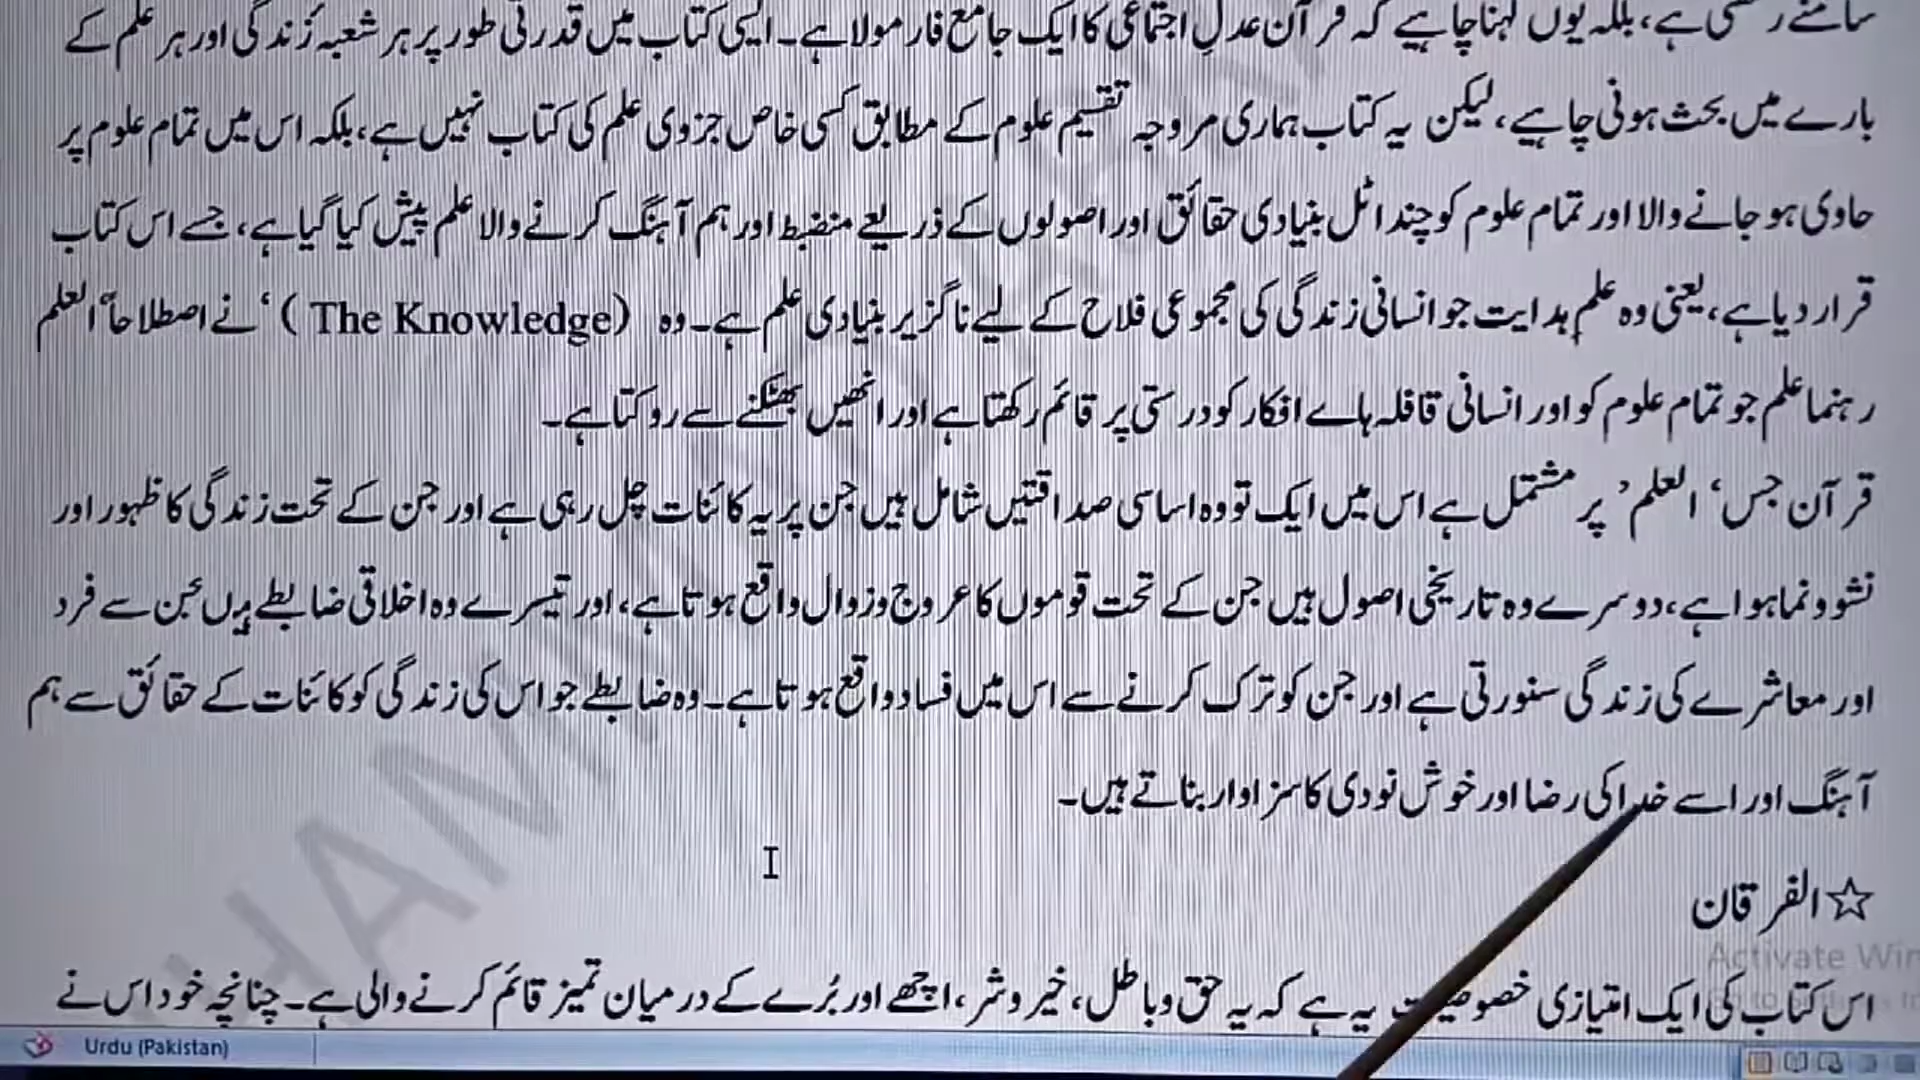 سامنے رکھتی ہے، بلکہ یوں کہنا چاہیے کہ قرآن عدلِ اجتماعی کا ایک جامع فارمولا ہے۔ ایسی کتاب میں قدرتی طور پر ہر شعبہ زندگی اور ہر علم کے
بارے میں بحث ہونی چاہیے، لیکن یہ کتاب ہماری مروجہ تقسیم علوم کے مطابق کسی خاص جزوی علم کی کتاب نہیں ہے، بلکہ اس میں تمام علوم پر
حاوی ہو جانے والا اور تمام علوم کو چند اٹل بنیادی حقائق اور اصولوں کے ذریعے منضبط اور ہم آہنگ کرنے والا علم پیش کیا گیا ہے، جسے اس کتاب
نے اصطلاحاً ’العلم‘ (The Knowledge) قرار دیا ہے، یعنی وہ علمِ ہدایت جو انسانی زندگی کی مجموعی فلاح کے لیے ناگزیر بنیادی علم ہے۔ وہ
رہنما علم جو تمام علوم کو اور انسانی قافلہ ہاے افکار کو درستی پر قائم رکھتا ہے اور انھیں بھٹکنے سے روکتا ہے۔
قرآن جس ‘العلم’ پر مشتمل ہے اس میں ایک تو وہ اساسی صداقتیں شامل ہیں جن پر یہ کائنات چل رہی ہے اور جن کے تحت زندگی کا ظہور اور
نشوونما ہوا ہے، دوسرے وہ تاریخی اصول ہیں جن کے تحت قوموں کا عروج و زوال واقع ہوتا ہے، اور تیسرے وہ اخلاقی ضابطے ہیں جن سے فرد
اور معاشرے کی زندگی سنورتی ہے اور جن کو ترک کرنے سے اس میں فساد واقع ہوتا ہے۔ وہ ضابطے جو اس کی زندگی کو کائنات کے حقائق سے ہم
آہنگ اور اسے خدا کی رضا اور خوش نودی کا سزاوار بناتے ہیں۔
☆ الفرقان
اس کتاب کی ایک امتیازی خصوصیت یہ ہے کہ یہ حق و باطل، خیر و شر، اچھے اور بُرے کے درمیان تمیز قائم کرنے والی ہے۔ چنانچہ خود اس نے
Activate Win
Urdu (Pakistan)